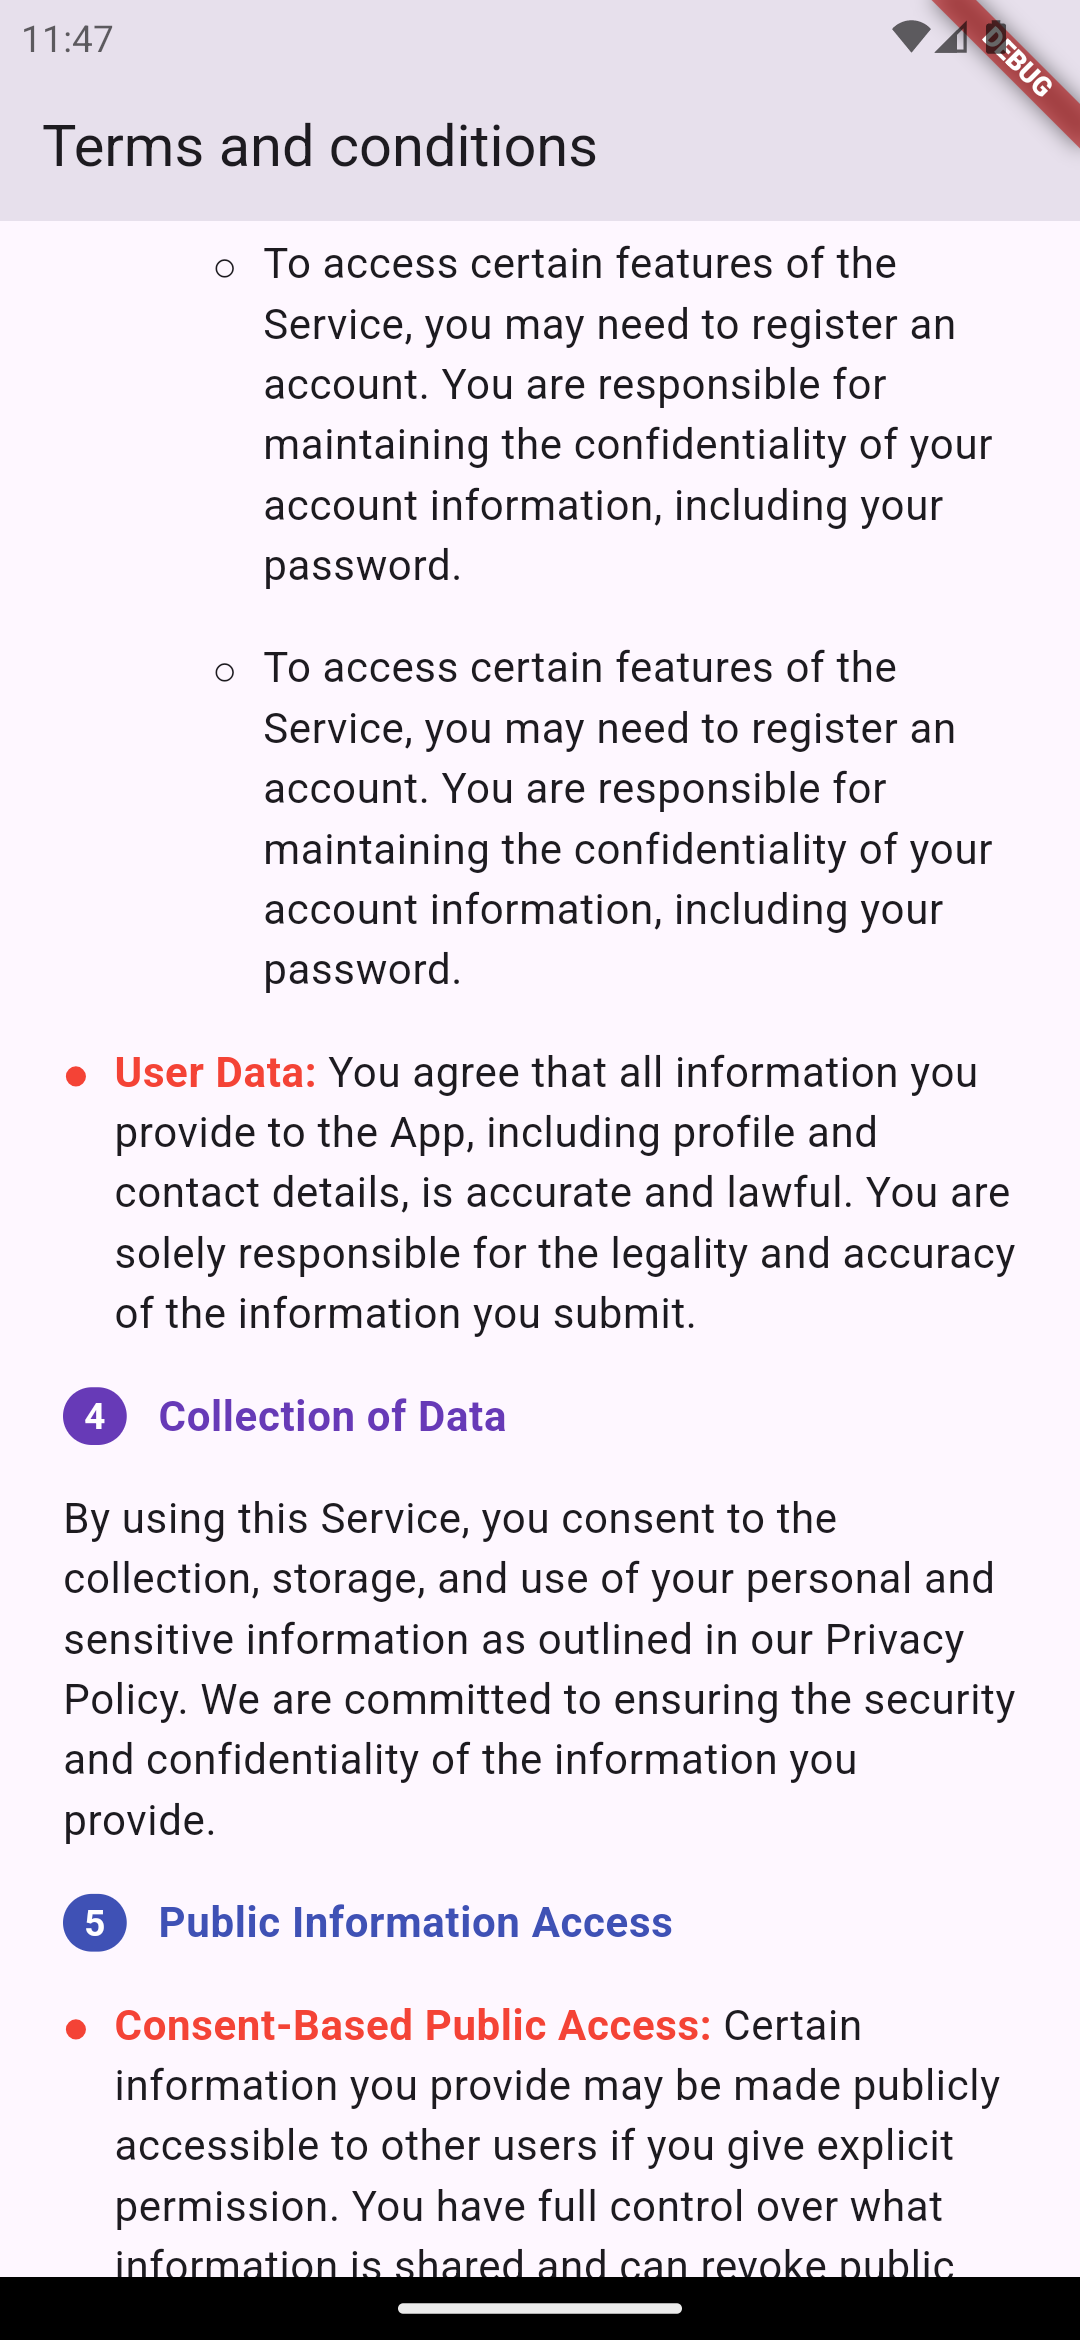 11:47
DEBUG
Terms and conditions
To access certain features of the
Service, you may need to register an
account. You are responsible for
maintaining the confidentiality of your
account information, including your
password.
To access certain features of the
Service, you may need to register an
account. You are responsible for
maintaining the confidentiality of your
account information, including your
password.
User Data: You agree that all information you
provide to the App, including profile and
contact details, is accurate and lawful. You are
solely responsible for the legality and accuracy
of the information you submit.
4 Collection of Data
By using this Service, you consent to the
collection, storage, and use of your personal and
sensitive information as outlined in our Privacy
Policy. We are committed to ensuring the security
and confidentiality of the information you
provide.
5 Public Information Access
Consent-Based Public Access: Certain
information you provide may be made publicly
accessible to other users if you give explicit
permission. You have full control over what
information is shared and can revoke public